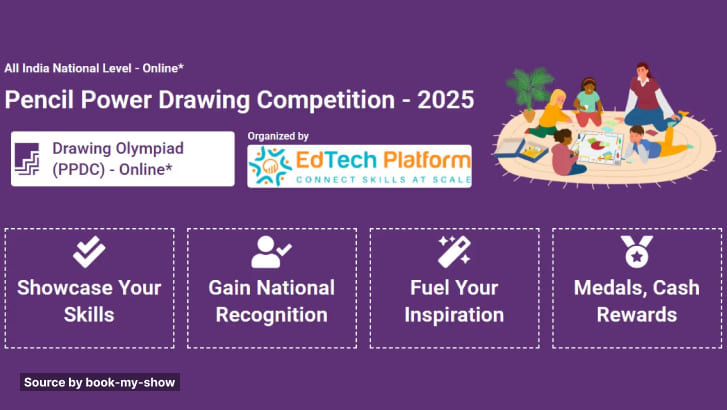 All India National Level - Online*
Pencil Power Drawing Competition - 2025
Drawing Olympiad
(PPDC) - Online*
Organized by
EdTech Platform
CONNECT SKILLS AT SCALE
Showcase Your
Skills
Gain National
Recognition
Fuel Your
Inspiration
Medals, Cash
Rewards
Source by book-my-show